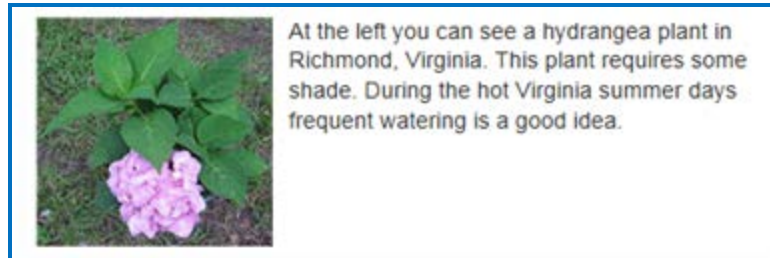 At the left you can see a hydrangea plant in
Richmond, Virginia. This plant requires some
shade. During the hot Virginia summer days
frequent watering is a good idea.